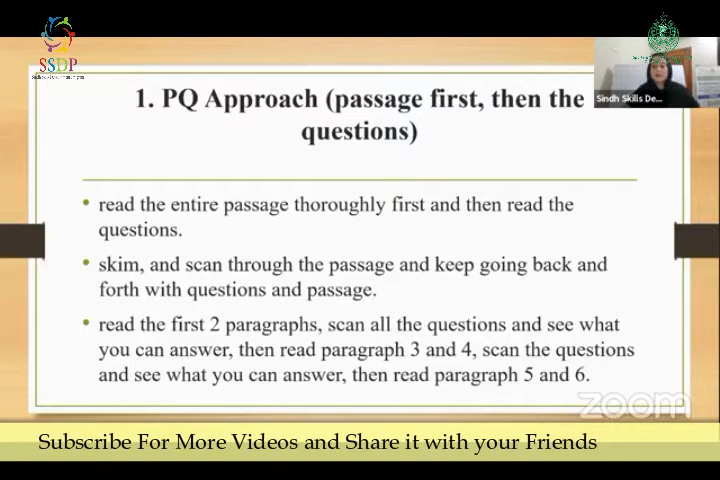 SSDP
1. PQ Approach (passage first, then the
questions)
Sindh Skills De...
• read the entire passage thoroughly first and then read the
questions.
• skim, and scan through the passage and keep going back and
forth with questions and passage.
• read the first 2 paragraphs, scan all the questions and see what
you can answer, then read paragraph 3 and 4, scan the questions
and see what you can answer, then read paragraph 5 and 6.
zoom
Subscribe For More Videos and Share it with your Friends